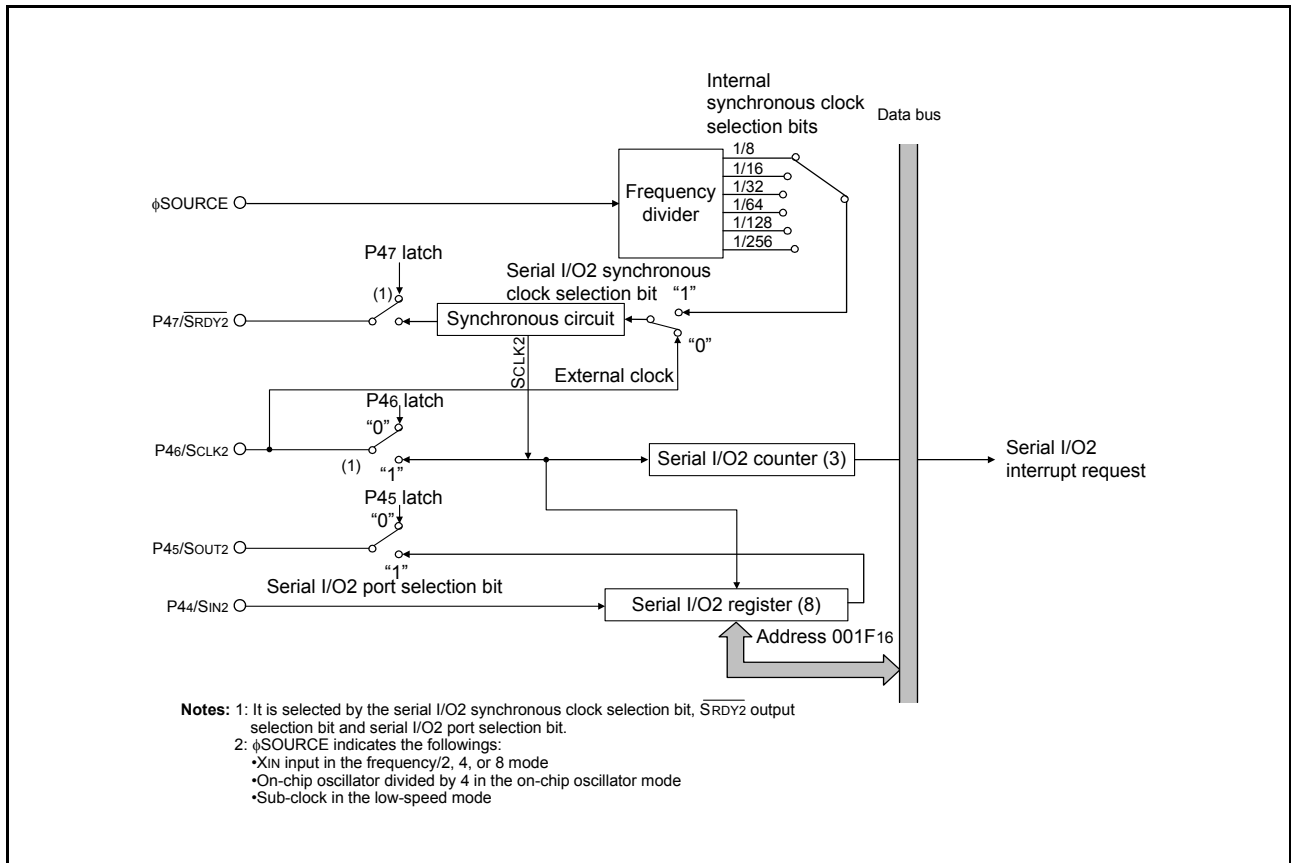 Internal
synchronous clock
selection bits
Data bus
1/8
1/16
1/32
1/64
1/128
1/256
Frequency
divider
φSOURCE
P47 latch
(1)
P47/SRDY2
Serial I/O2 synchronous
clock selection bit
"1"
Synchronous circuit
"0"
SCLK2
External clock
P46 latch
"0"
P46/SCLK2
(1)
"1"
Serial I/O2 counter (3)
Serial I/O2
interrupt request
P45 latch
"0"
P45/SOUT2
"1"
Serial I/O2 port selection bit
P44/SIN2
Serial I/O2 register (8)
Address 001F16
Notes: 1: It is selected by the serial I/O2 synchronous clock selection bit, SRDY2 output
selection bit and serial I/O2 port selection bit.
2: φSOURCE indicates the followings:
•XIN input in the frequency/2, 4, or 8 mode
•On-chip oscillator divided by 4 in the on-chip oscillator mode
•Sub-clock in the low-speed mode